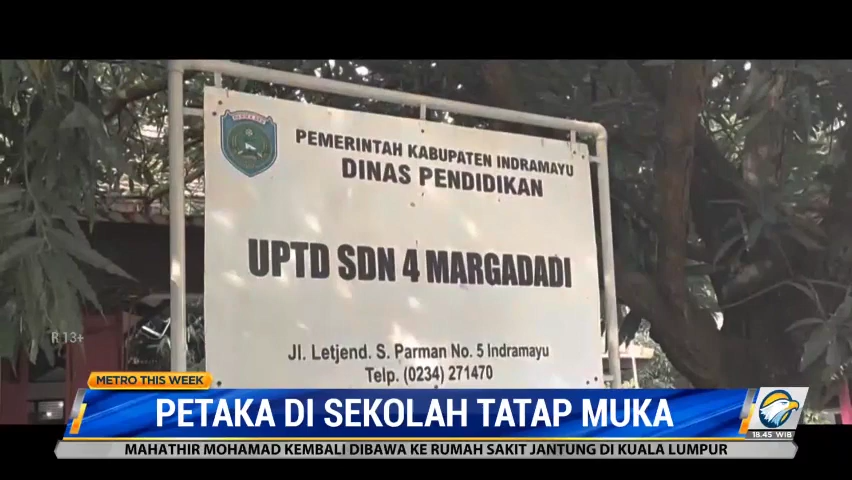 PEMERINTAH KABUPATEN INDRAMAYU
DINAS PENDIDIKAN
UPTD SDN 4 MARGADADI
Jl. Letjend. S. Parman No. 5 Indramayu
Telp. (0234) 271470
R 13+
METRO THIS WEEK
PETAKA DI SEKOLAH TATAP MUKA
18.45 WIB
MAHATHIR MOHAMAD KEMBALI DIBAWA KE RUMAH SAKIT JANTUNG DI KUALA LUMPUR